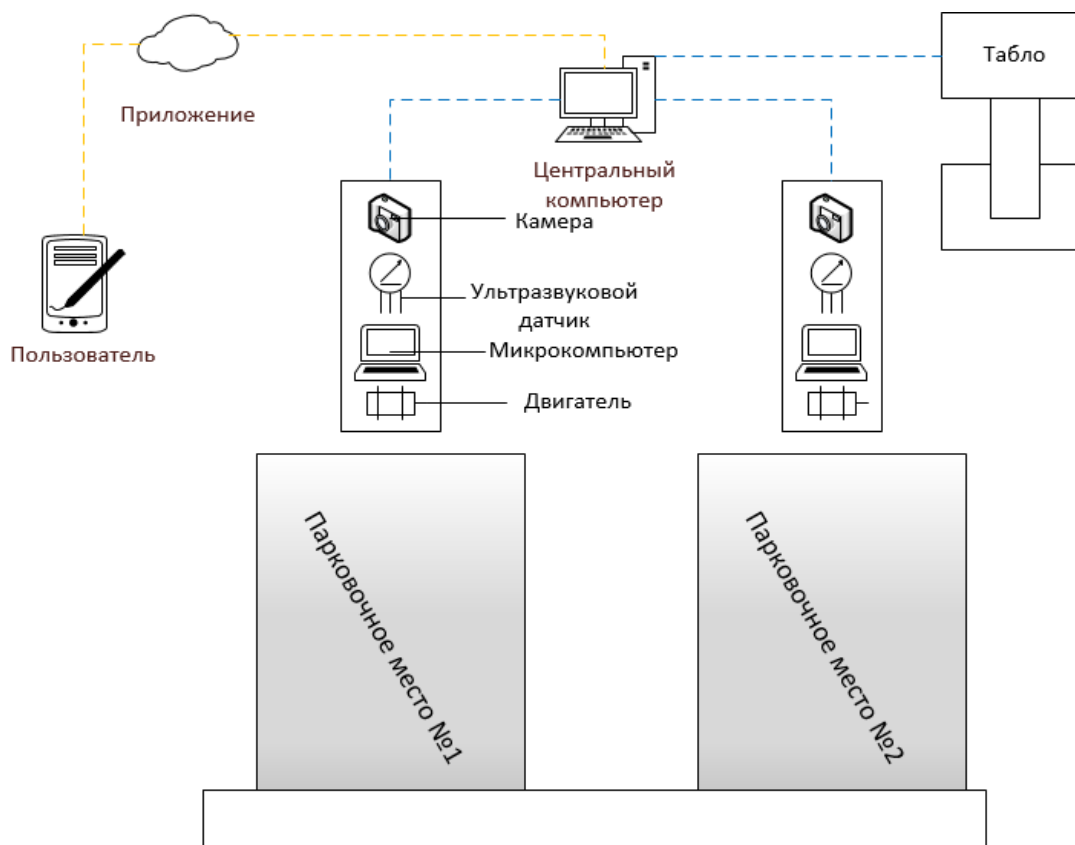 Табло
Приложение
Центральный
компьютер
Камера
Ультразвуковой
датчик
Пользователь
Микрокомпьютер
Двигатель
Парковочное место №1
Парковочное место №2